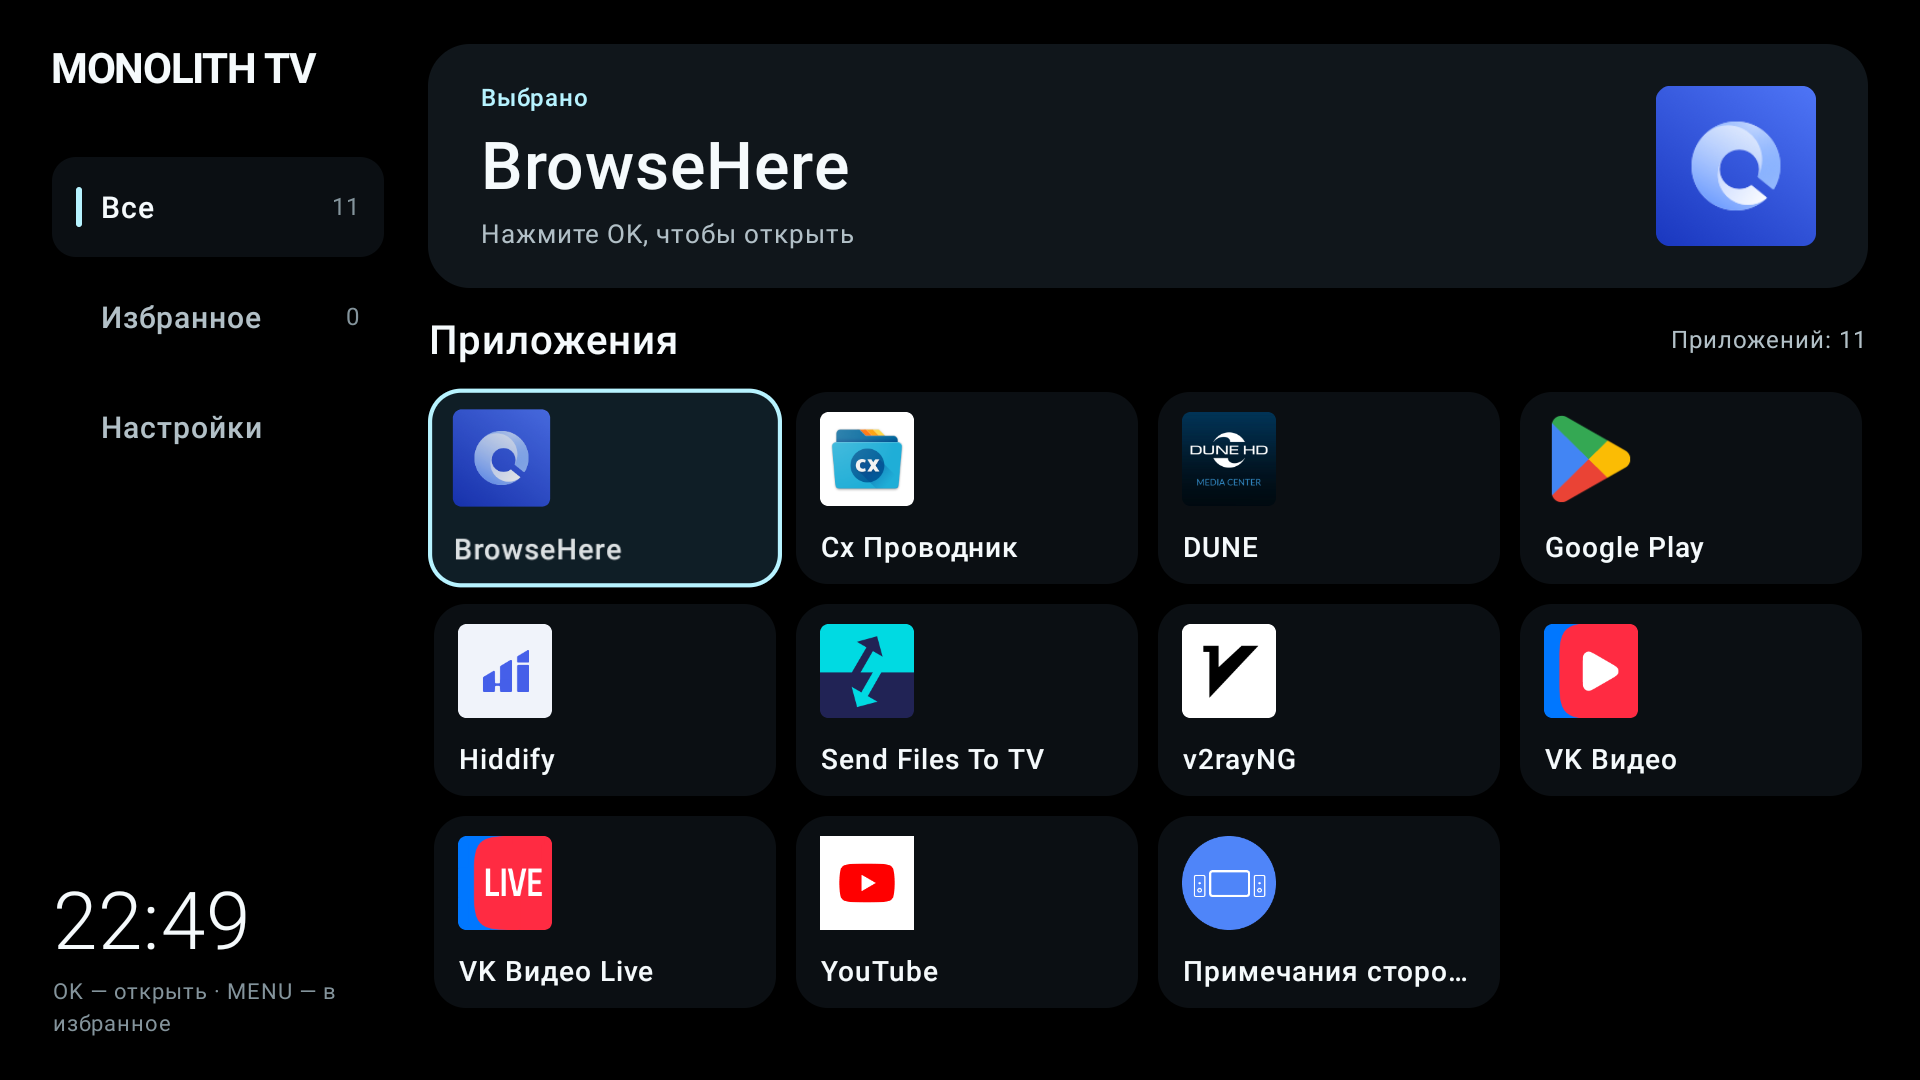 MONOLITH TV
Все 11
Избранное 0
Настройки
22:49
OK — открыть · MENU — в
избранное
Выбрано
BrowseHere
Нажмите OK, чтобы открыть
Приложения
Приложений: 11
BrowseHere
CX
Cx Проводник
DUNE HD
MEDIA CENTER
DUNE
Google Play
Hiddify
Send Files To TV
v2rayNG
VK Видео
LIVE
VK Видео Live
YouTube
Примечания сторо…